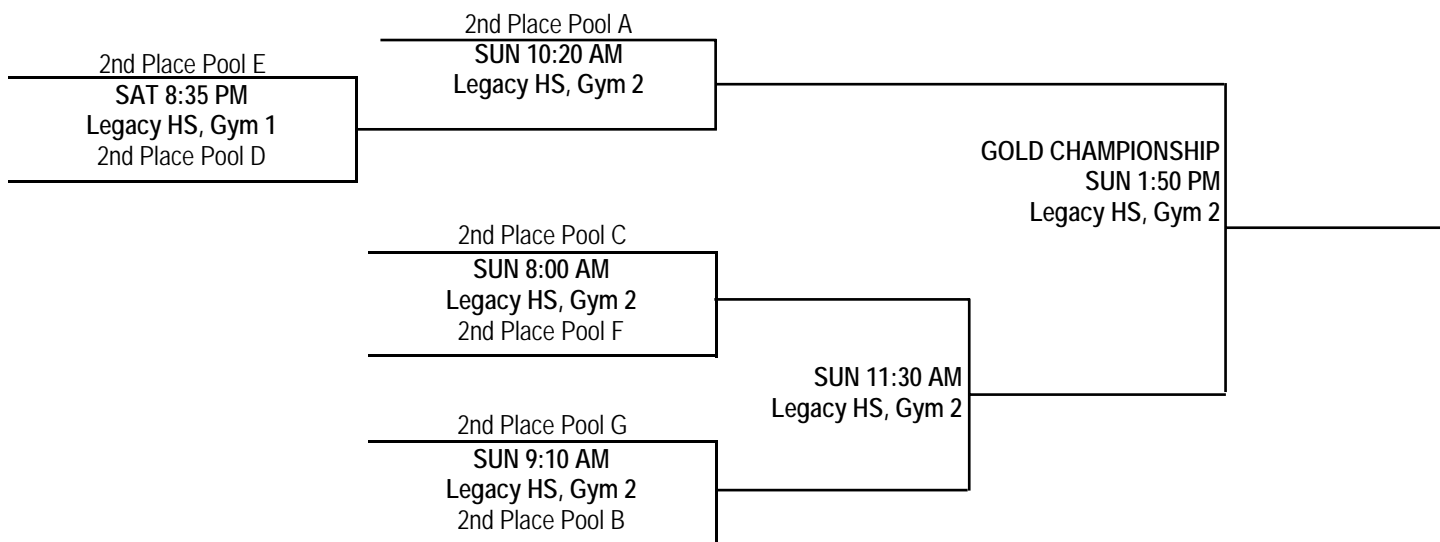 2nd Place Pool A
SUN 10:20 AM
Legacy HS, Gym 2
2nd Place Pool E
SAT 8:35 PM
Legacy HS, Gym 1
2nd Place Pool D
GOLD CHAMPIONSHIP
SUN 1:50 PM
Legacy HS, Gym 2
2nd Place Pool C
SUN 8:00 AM
Legacy HS, Gym 2
2nd Place Pool F
SUN 11:30 AM
Legacy HS, Gym 2
2nd Place Pool G
SUN 9:10 AM
Legacy HS, Gym 2
2nd Place Pool B